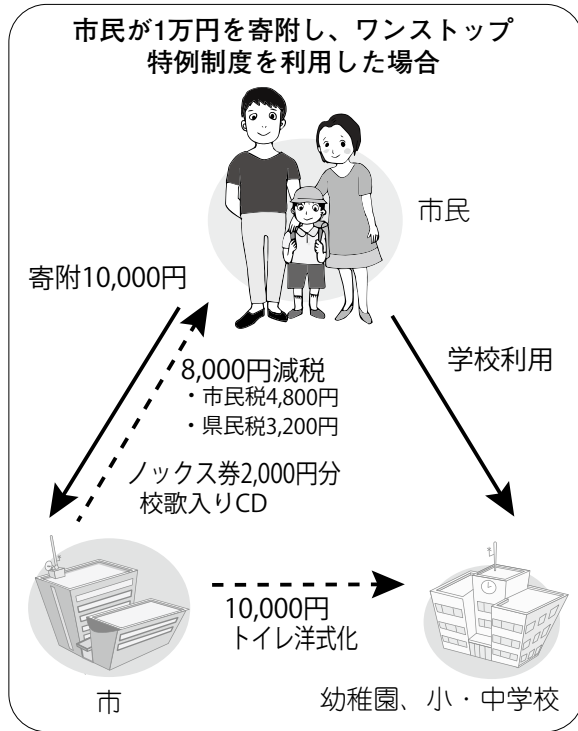 市民が1万円を寄附し、ワンストップ
特例制度を利用した場合
市民
寄附10,000円
8,000円減税
・市民税4,800円
・県民税3,200円
学校利用
ノックス券2,000円分
校歌入りCD
10,000円
トイレ洋式化
市
幼稚園、小・中学校